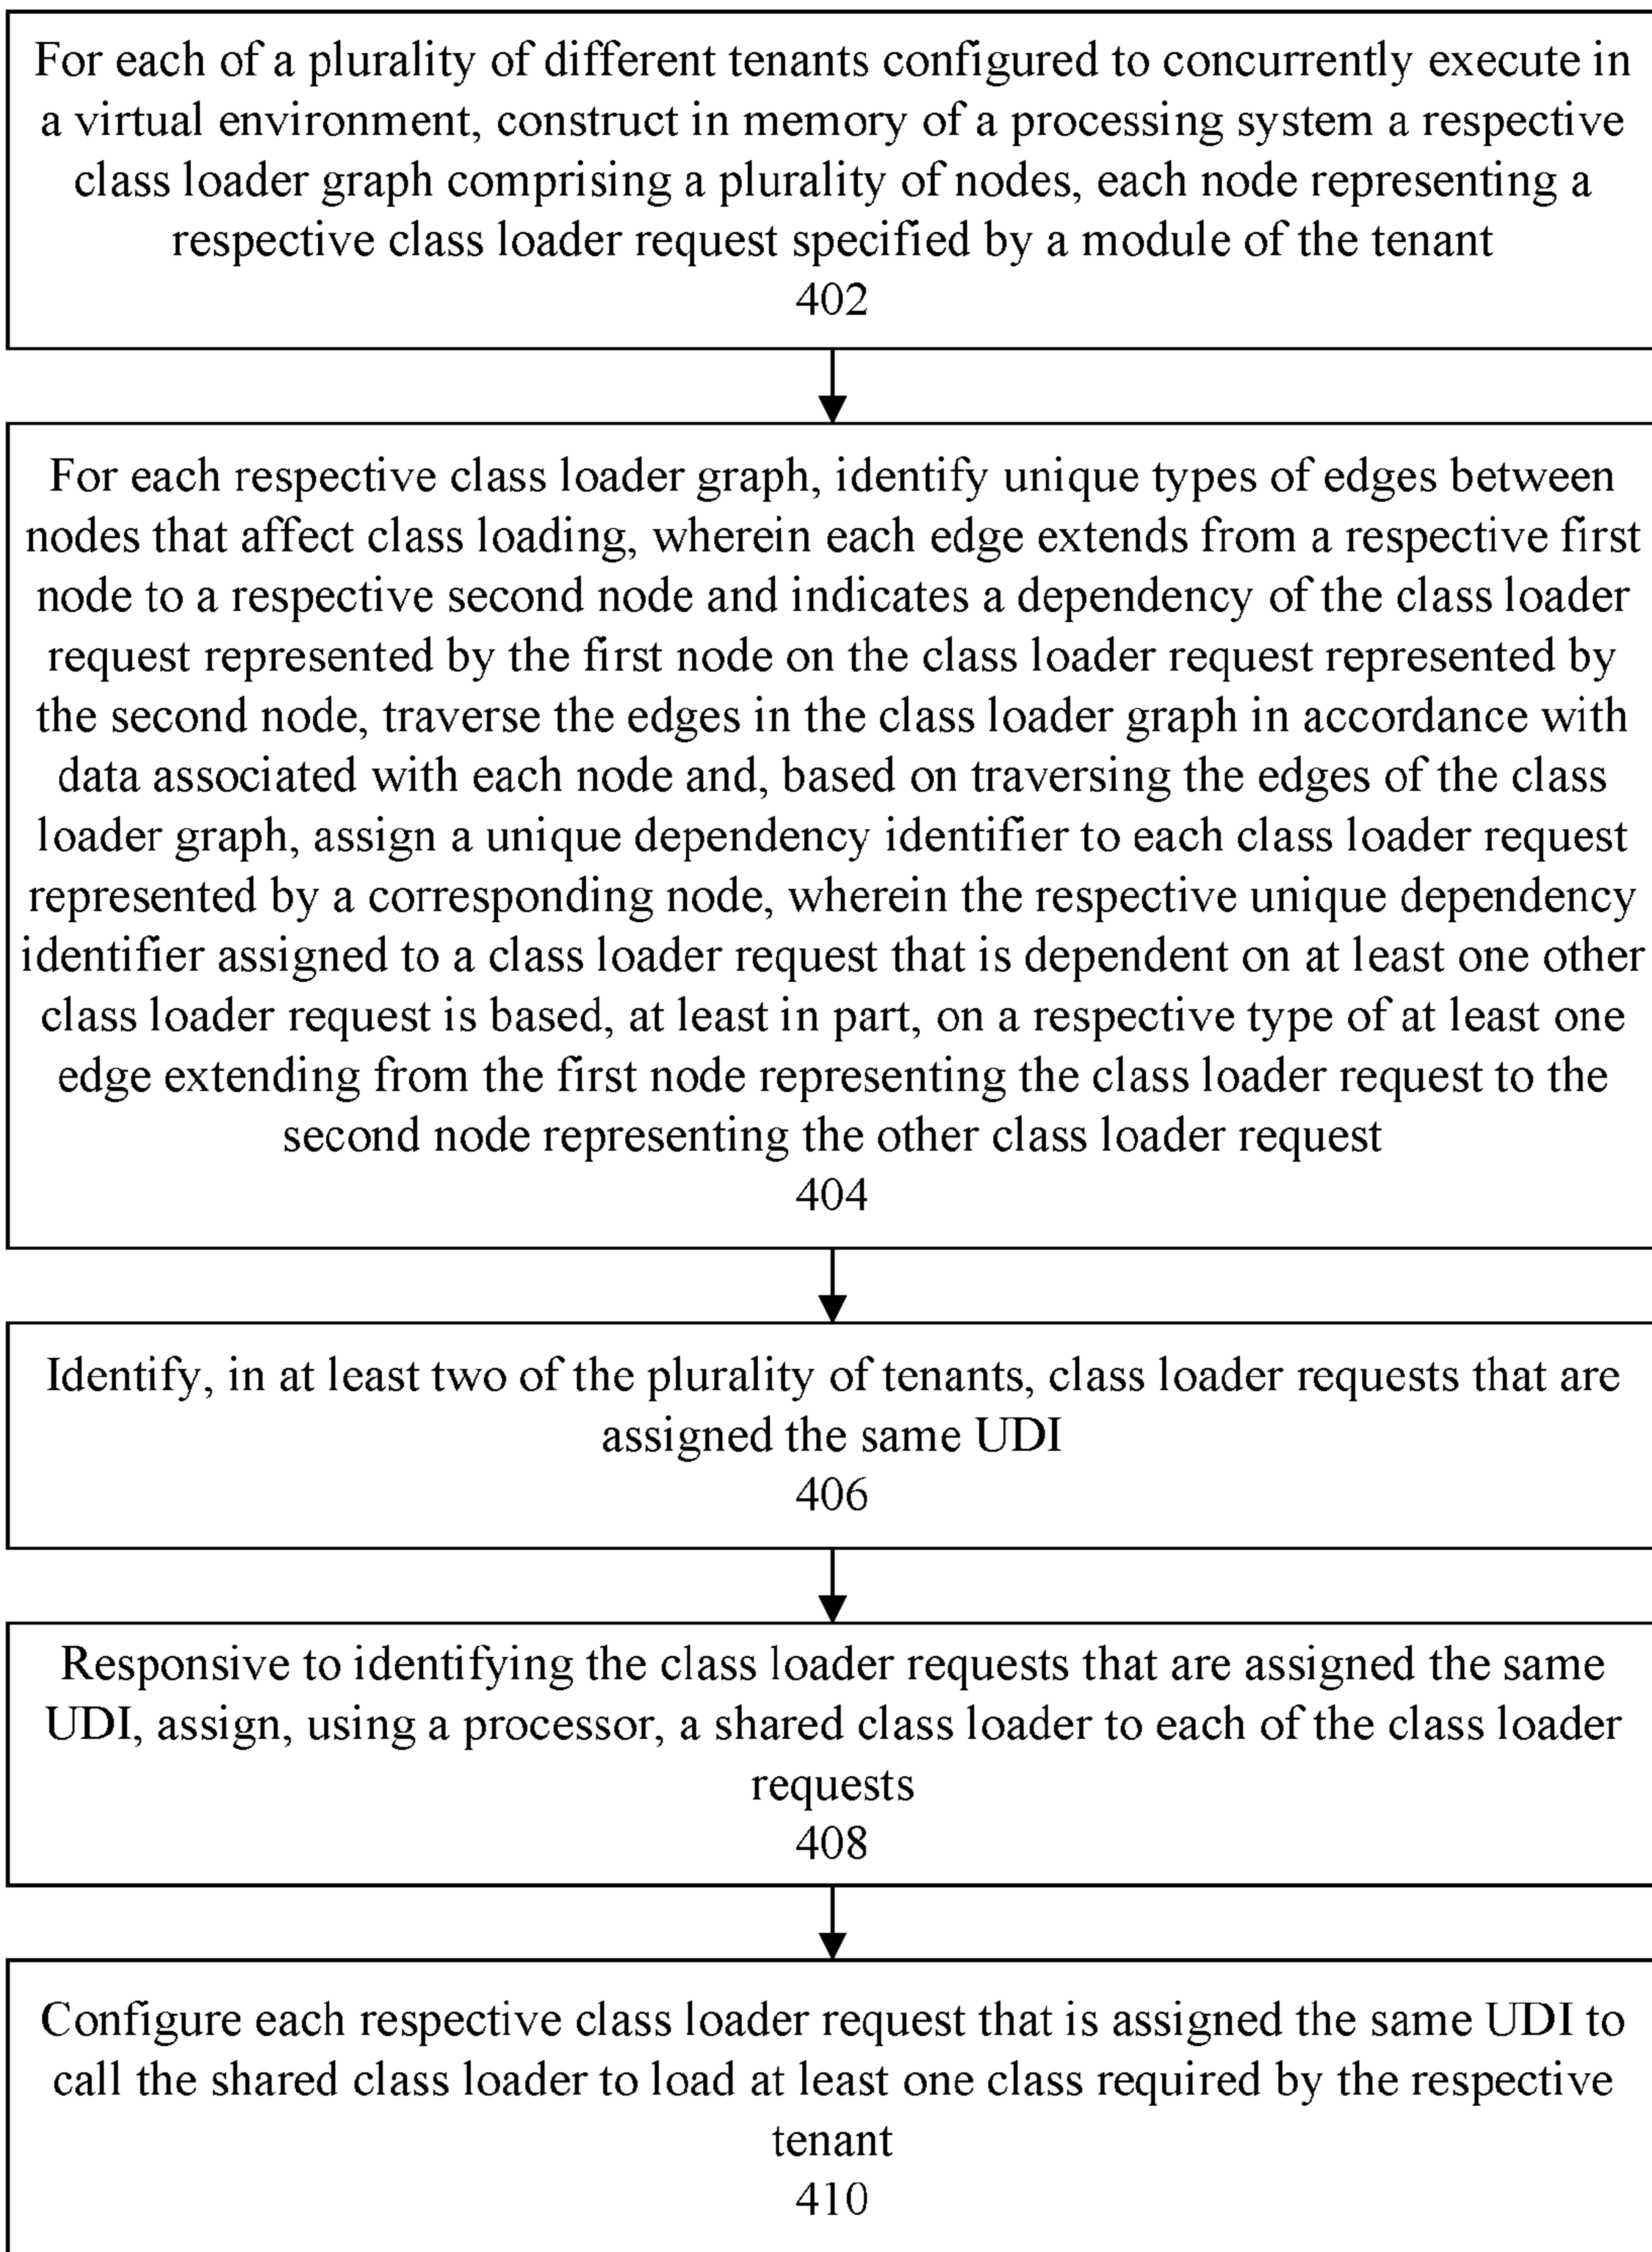 For each of a plurality of different tenants configured to concurrently execute in
a virtual environment, construct in memory of a processing system a respective
class loader graph comprising a plurality of nodes, each node representing a
respective class loader request specified by a module of the tenant
402
For each respective class loader graph, identify unique types of edges between
nodes that affect class loading, wherein each edge extends from a respective first
node to a respective second node and indicates a dependency of the class loader
request represented by the first node on the class loader request represented by
the second node, traverse the edges in the class loader graph in accordance with
data associated with each node and, based on traversing the edges of the class
loader graph, assign a unique dependency identifier to each class loader request
represented by a corresponding node, wherein the respective unique dependency
identifier assigned to a class loader request that is dependent on at least one other
class loader request is based, at least in part, on a respective type of at least one
edge extending from the first node representing the class loader request to the
second node representing the other class loader request
404
Identify, in at least two of the plurality of tenants, class loader requests that are
assigned the same UDI
406
Responsive to identifying the class loader requests that are assigned the same
UDI, assign, using a processor, a shared class loader to each of the class loader
requests
408
Configure each respective class loader request that is assigned the same UDI to
call the shared class loader to load at least one class required by the respective
tenant
410